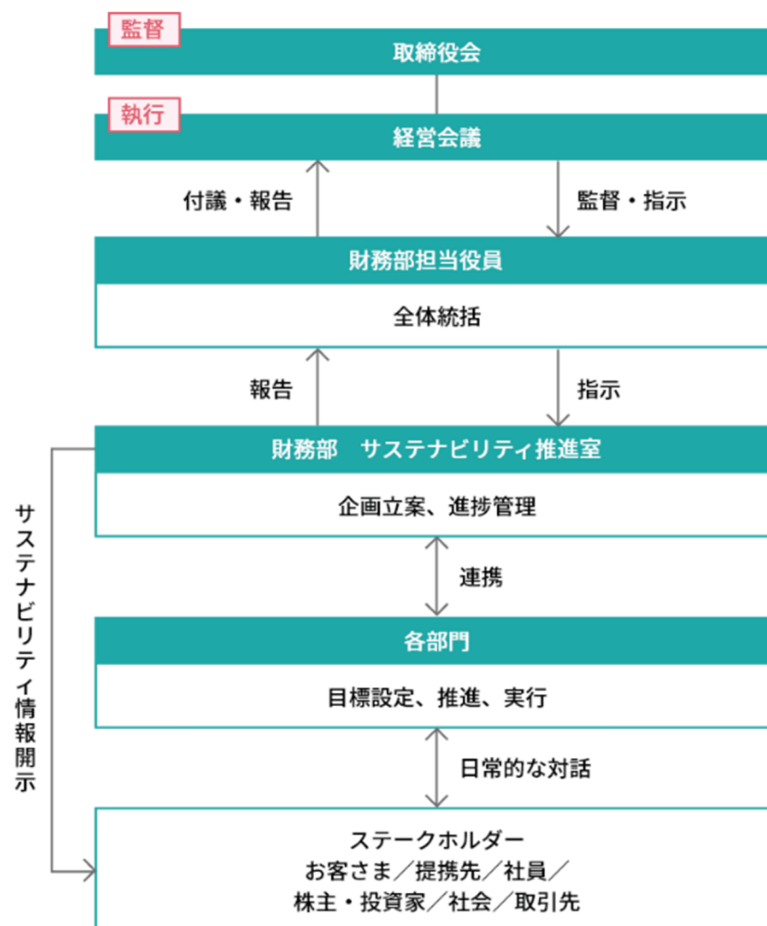 監督
取締役会
執行
経営会議
付議・報告
監督・指示
財務部担当役員
全体統括
報告
指示
財務部　サステナビリティ推進室
企画立案、進捗管理
サステナビリティ情報開示
連携
各部門
目標設定、推進、実行
日常的な対話
ステークホルダー
お客さま／提携先／社員／
株主・投資家／社会／取引先